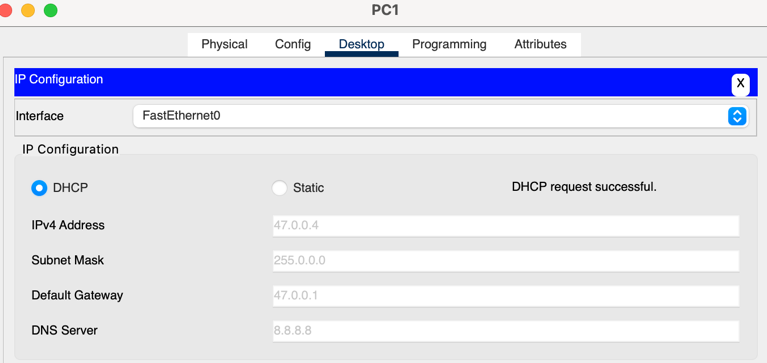 PC1
Physical Config Desktop Programming Attributes
IP Configuration
X
Interface FastEthernet0
IP Configuration
DHCP Static DHCP request successful.
IPv4 Address 47.0.0.4
Subnet Mask 255.0.0.0
Default Gateway 47.0.0.1
DNS Server 8.8.8.8